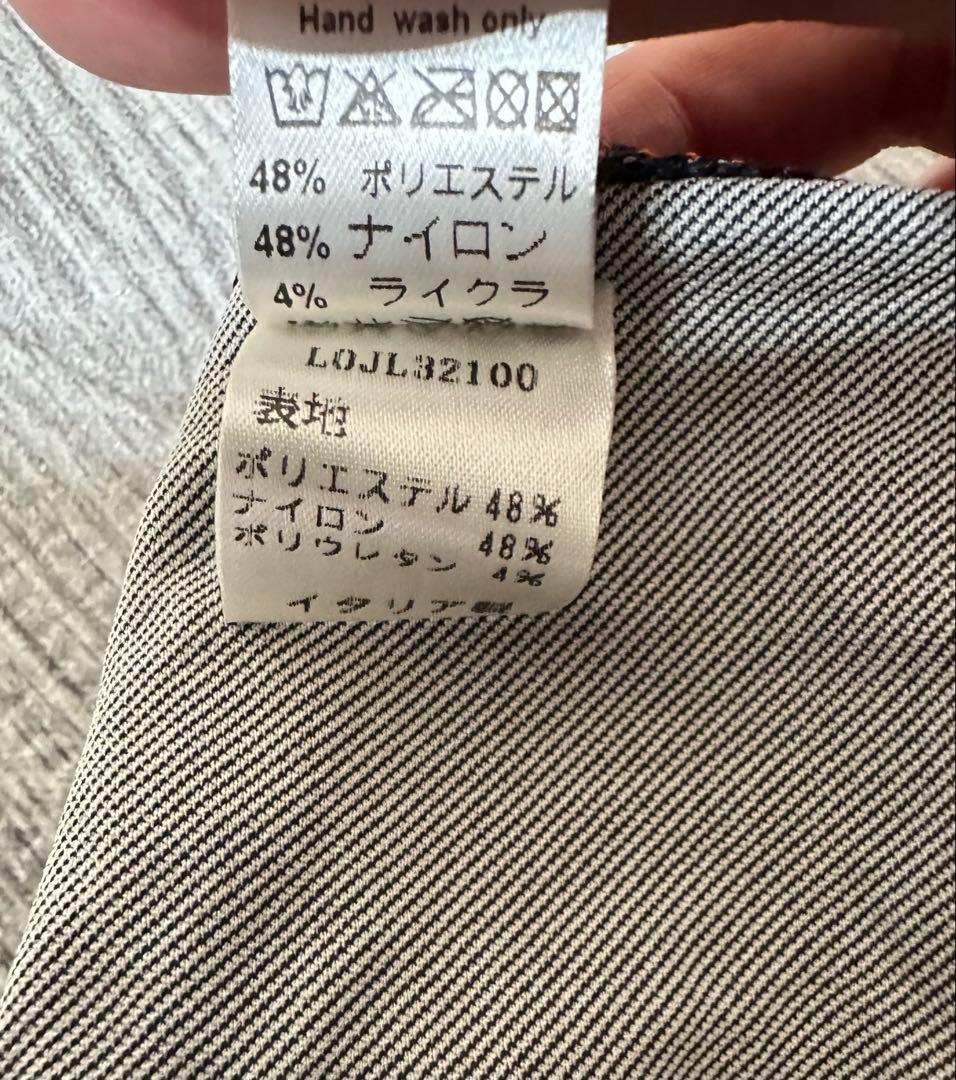 Hand wash only
48% ポリエステル
48% ナイロン
4% ライクラ
L0JL32100
表地
ポリエステル 48%
ナイロン 48%
ポリウレタン 4%
イタリア製